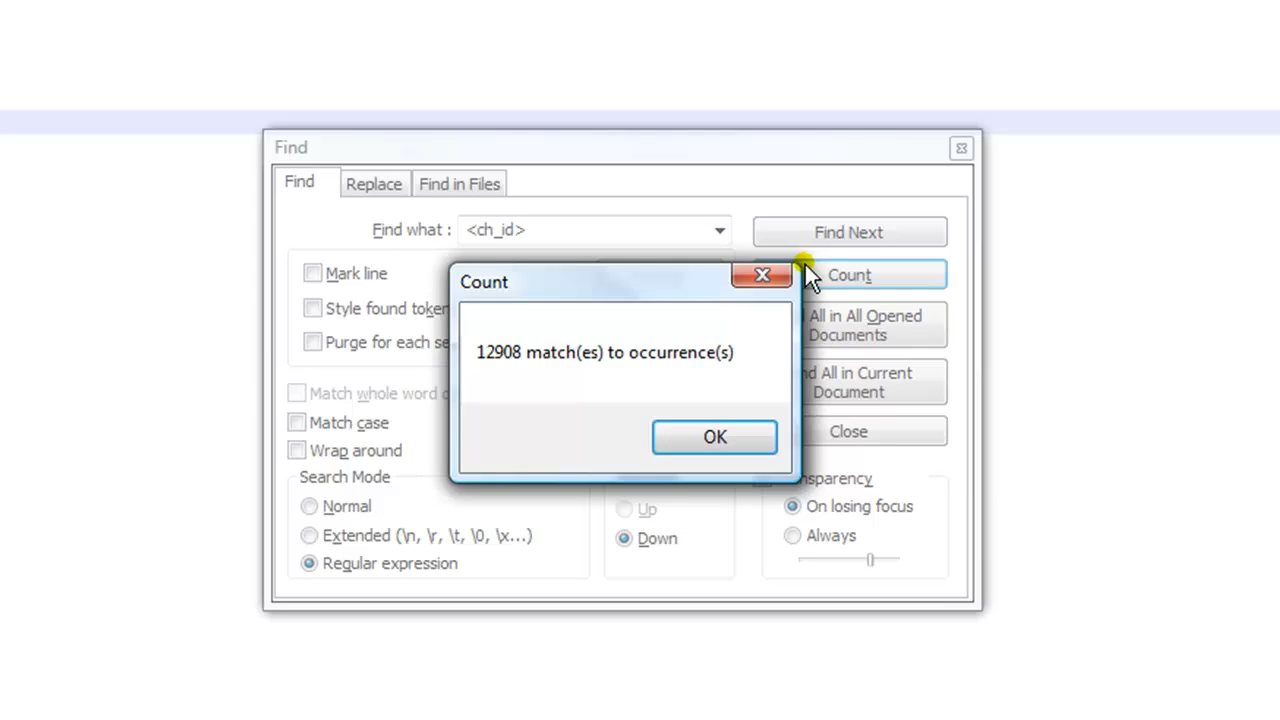 Find
Find
Replace
Find in Files
Find what :
<ch_id>
Find Next
Mark line
Count
Style found token
All in All Opened
Documents
Purge for each se
Count
12908 match(es) to occurrence(s)
OK
nd All in Current
Document
Match whole word o
Match case
Close
Wrap around
Search Mode
Normal
Extended (\n, \r, \t, \0, \x...)
Regular expression
Up
Down
nsparency
On losing focus
Always